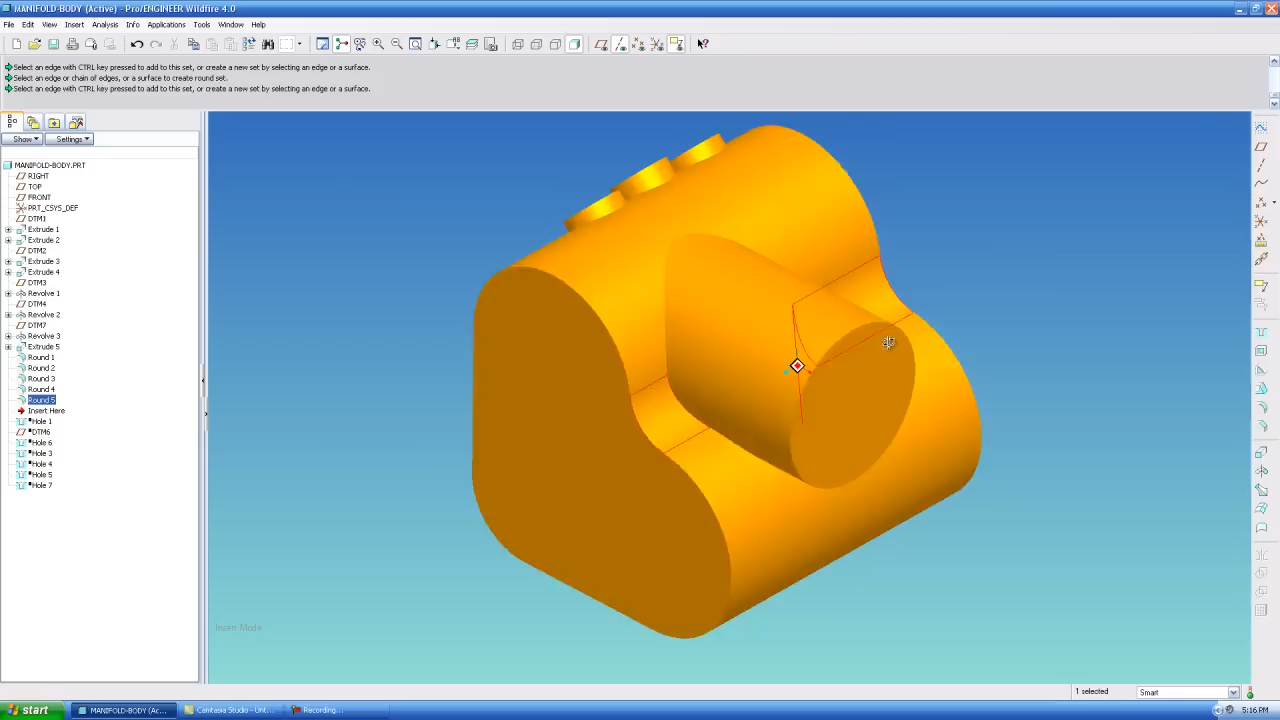 MANIFOLD-BODY (Active) - Pro/ENGINEER Wildfire 4.0
File Edit View Insert Analysis Info Applications Tools Window Help
Select an edge with CTRL key pressed to add to this set, or create a new set by selecting an edge or a surface.
Select an edge or chain of edges, or a surface to create round set.
Select an edge with CTRL key pressed to add to this set, or create a new set by selecting an edge or a surface.
Show Settings
MANIFOLD-BODY.PRT
RIGHT
TOP
FRONT
PRT_CSYS_DEF
DTM1
Extrude 1
Extrude 2
DTM2
Extrude 3
Extrude 4
DTM3
Revolve 1
DTM4
Revolve 2
DTM7
Revolve 3
Extrude 5
Round 1
Round 2
Round 3
Round 4
Round 5
Insert Here
Hole 1
DTM6
Hole 6
Hole 3
Hole 4
Hole 5
Hole 7
Insert Mode
1 selected Smart
start MANIFOLD-BODY (Ac... Camtasia Studio - Unt... Recording... 5:16 PM